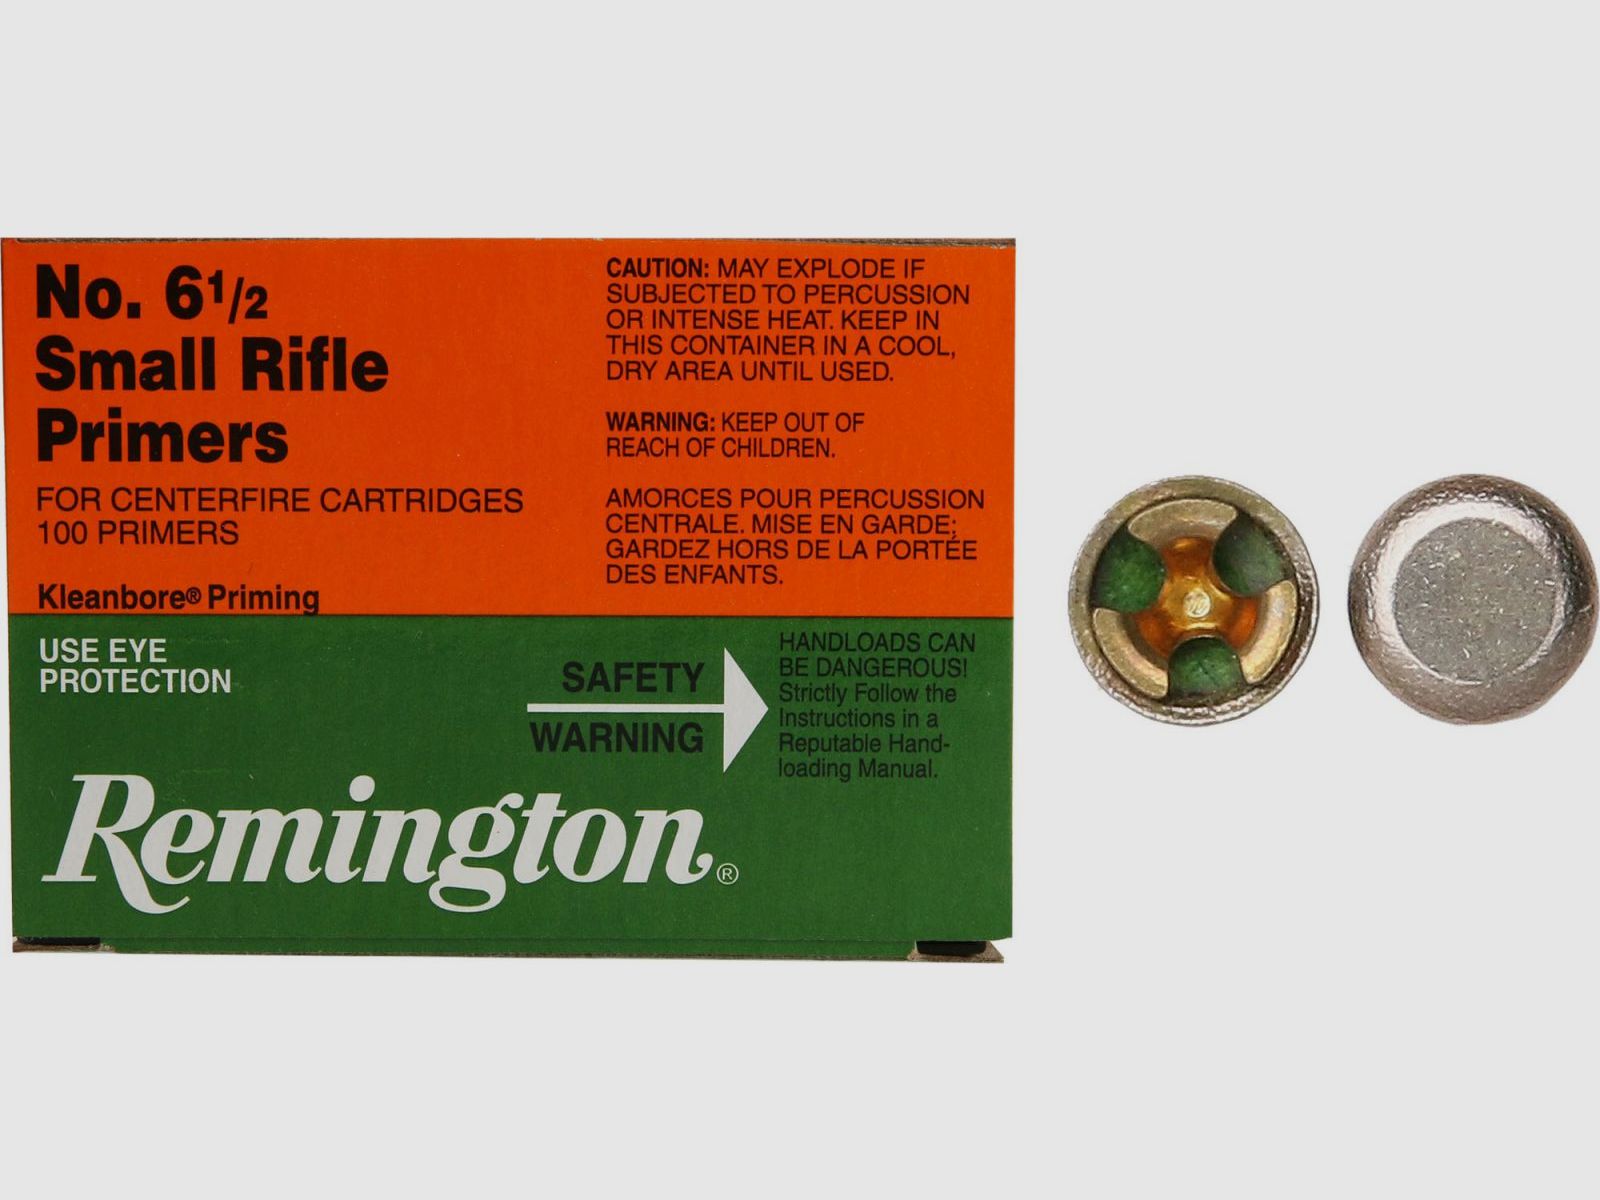 No. 6 1/2
Small Rifle
Primers
FOR CENTERFIRE CARTRIDGES
100 PRIMERS
Kleanbore® Priming
CAUTION: MAY EXPLODE IF
SUBJECTED TO PERCUSSION
OR INTENSE HEAT. KEEP IN
THIS CONTAINER IN A COOL,
DRY AREA UNTIL USED.
WARNING: KEEP OUT OF
REACH OF CHILDREN.
AMORCES POUR PERCUSSION
CENTRALE. MISE EN GARDE;
GARDEZ HORS DE LA PORTÉE
DES ENFANTS.
USE EYE
PROTECTION
SAFETY
WARNING
HANDLOADS CAN
BE DANGEROUS!
Strictly Follow the
Instructions in a
Reputable Hand-
loading Manual.
Remington®